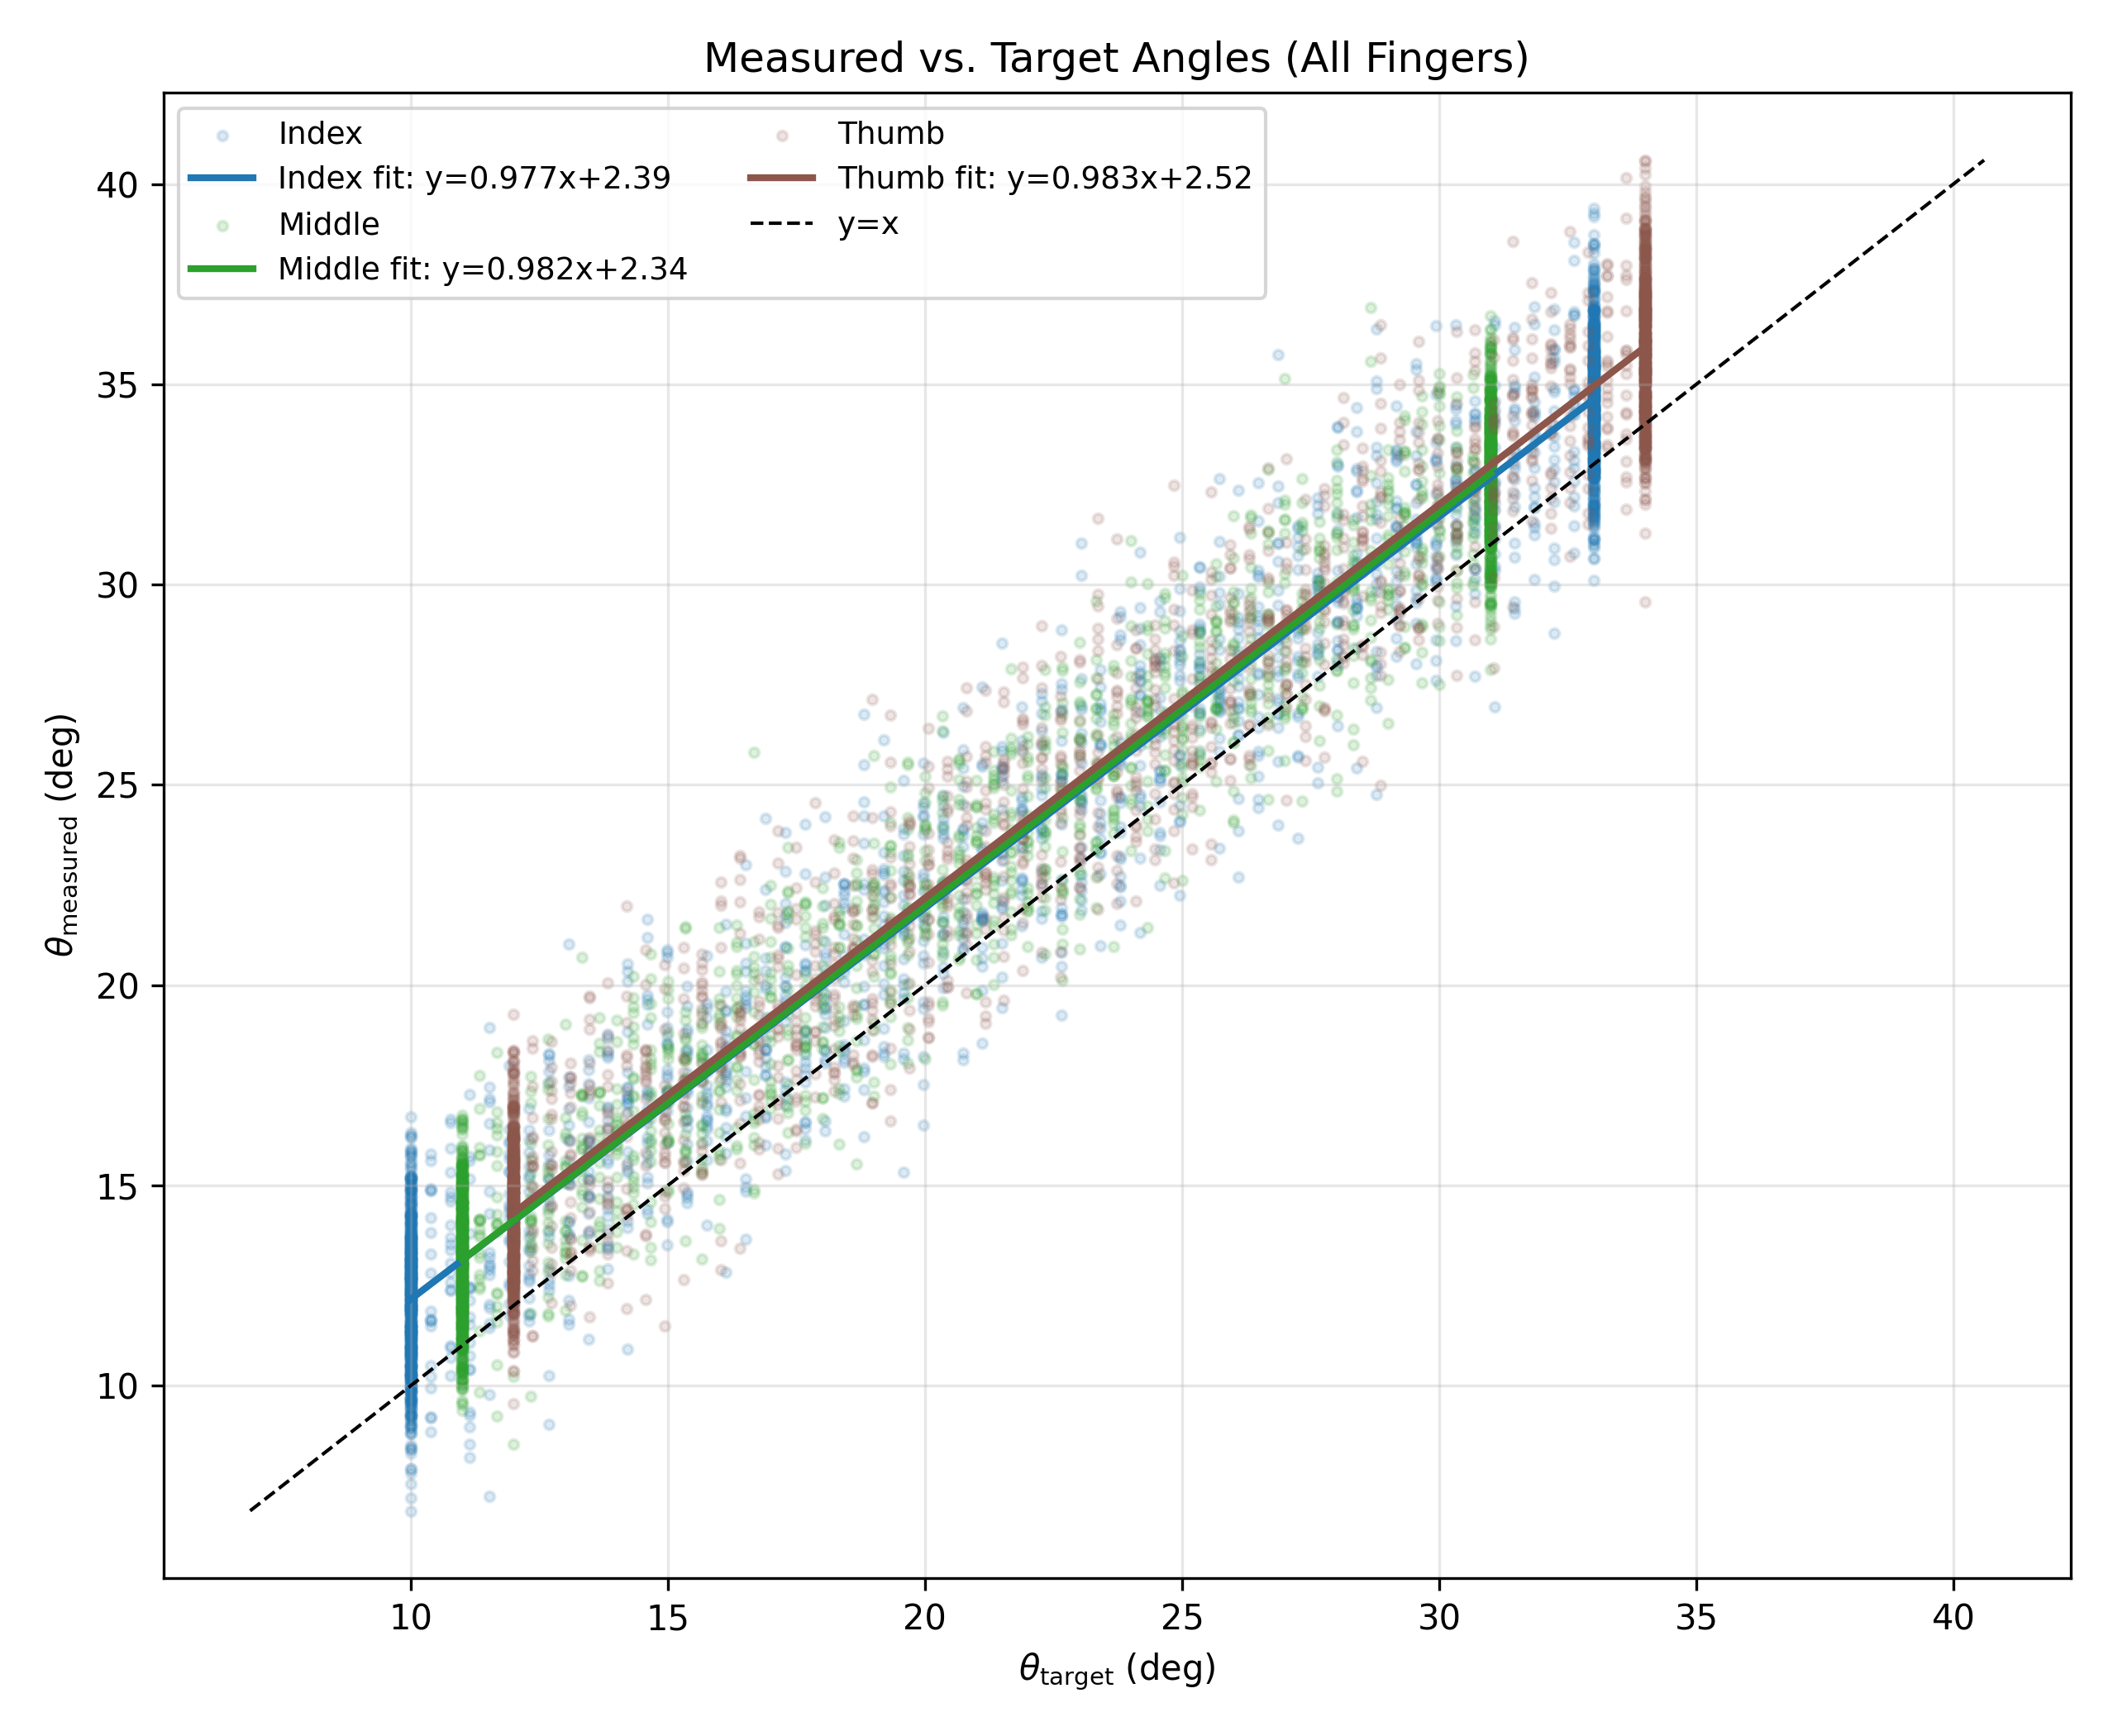 Measured vs. Target Angles (All Fingers)
Index
Index fit: y=0.977x+2.39
Middle
Middle fit: y=0.982x+2.34
Thumb
Thumb fit: y=0.983x+2.52
y=x
40
35
30
25
20
15
10
θmeasured (deg)
10 15 20 25 30 35 40
θtarget (deg)